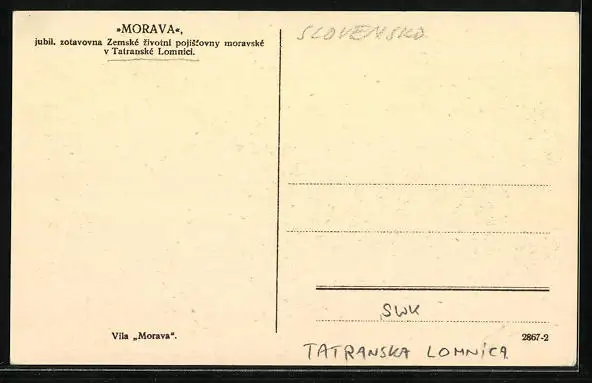 »MORAVA«,
jubil. zotavovna Zemské životní pojišťovny moravské
v Tatranské Lomnici.
SLOVENSKO
SWK
Vila „Morava“.
2867-2
TATRANSKA LOMNICA